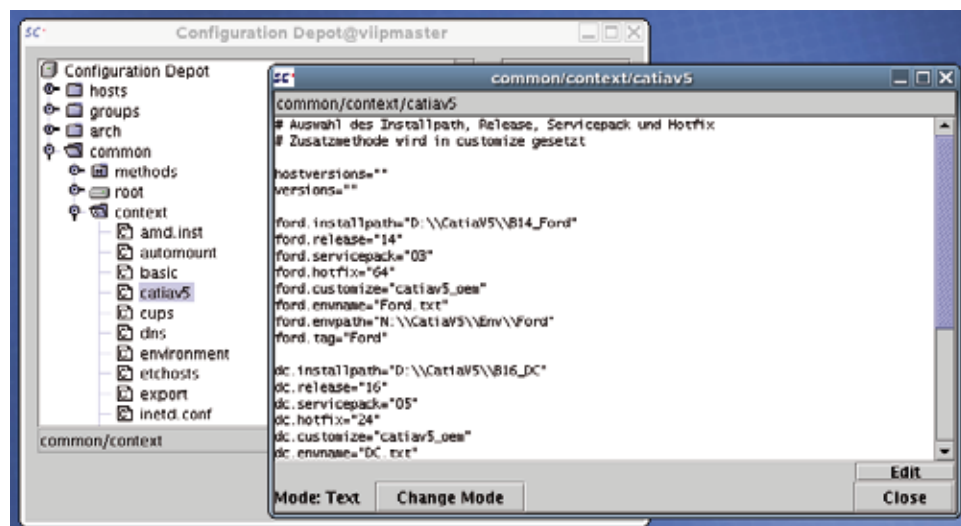 sc
Configuration Depot@viipmaster
Configuration Depot
hosts
groups
arch
common
methods
root
context
amd.inst
automount
basic
catiav5
cups
dns
environment
etchosts
export
inetd.conf
common/context
sc
common/context/catiav5
common/context/catiav5
# Auswahl des Installpath, Release, Servicepack und Hotfix
# Zusatzmethode wird in customize gesetzt
hostversions=""
versions=""
ford.installpath="D:\\CatiaV5\\B14_Ford"
ford.release="14"
ford.servicepack="03"
ford.hotfix="64"
ford.customize="catiav5_oem"
ford.envname="Ford.txt"
ford.envpath="N:\\CatiaV5\\Env\\Ford"
ford.tag="Ford"
dc.installpath="D:\\CatiaV5\\B16_DC"
dc.release="16"
dc.servicepack="05"
dc.hotfix="24"
dc.customize="catiav5_oem"
dc.envname="DC.txt"
Edit
Mode: Text
Change Mode
Close